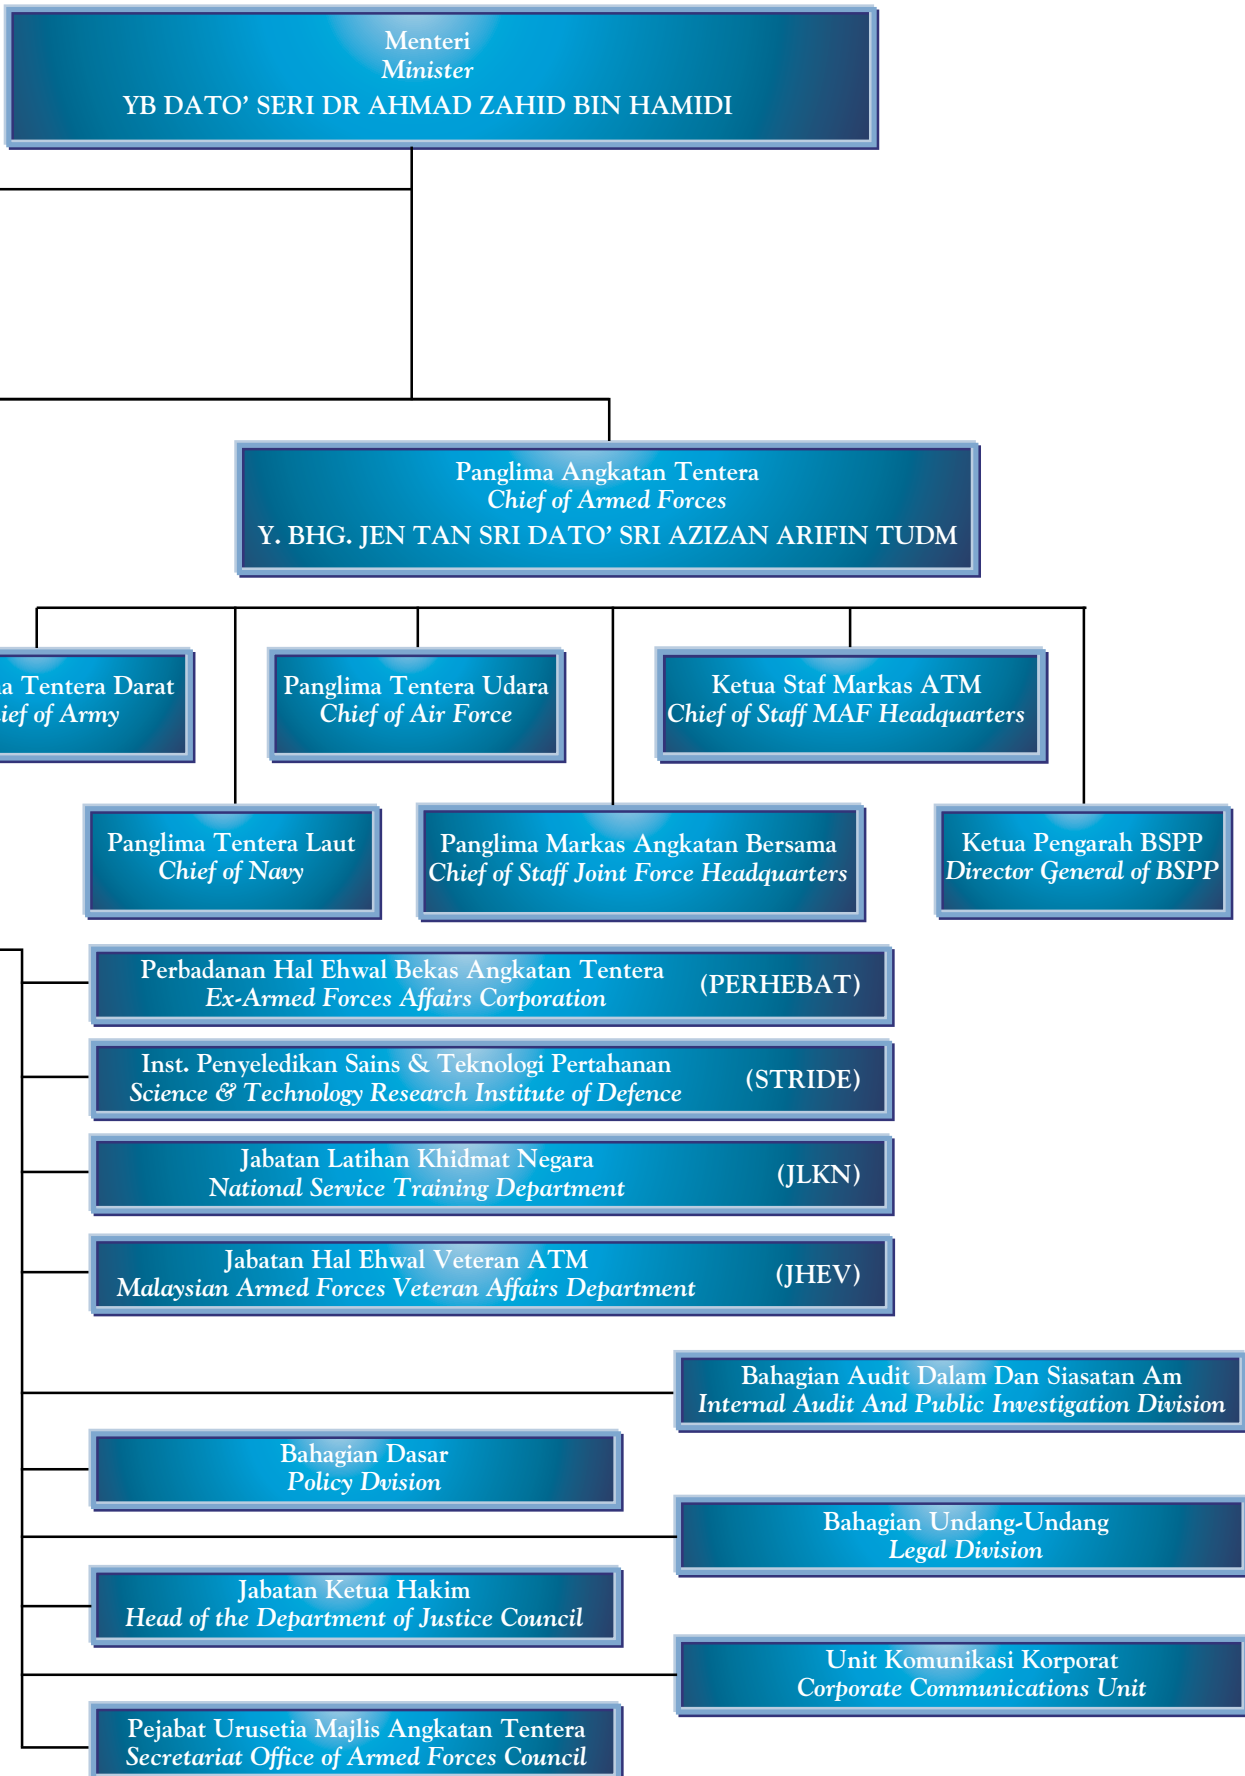 Menteri
Minister
YB DATO’ SERI DR AHMAD ZAHID BIN HAMIDI
Panglima Angkatan Tentera
Chief of Armed Forces
Y. BHG. JEN TAN SRI DATO’ SRI AZIZAN ARIFIN TUDM
Tentera Darat
of Army
Panglima Tentera Udara
Chief of Air Force
Ketua Staf Markas ATM
Chief of Staff MAF Headquarters
Panglima Tentera Laut
Chief of Navy
Panglima Markas Angkatan Bersama
Chief of Staff Joint Force Headquarters
Ketua Pengarah BSPP
Director General of BSPP
Perbadanan Hal Ehwal Bekas Angkatan Tentera
Ex-Armed Forces Affairs Corporation
(PERHEBAT)
Inst. Penyeledikan Sains & Teknologi Pertahanan
Science & Technology Research Institute of Defence
(STRIDE)
Jabatan Latihan Khidmat Negara
National Service Training Department
(JLKN)
Jabatan Hal Ehwal Veteran ATM
Malaysian Armed Forces Veteran Affairs Department
(JHEV)
Bahagian Audit Dalam Dan Siasatan Am
Internal Audit And Public Investigation Division
Bahagian Dasar
Policy Dvision
Bahagian Undang-Undang
Legal Division
Jabatan Ketua Hakim
Head of the Department of Justice Council
Unit Komunikasi Korporat
Corporate Communications Unit
Pejabat Urusetia Majlis Angkatan Tentera
Secretariat Office of Armed Forces Council